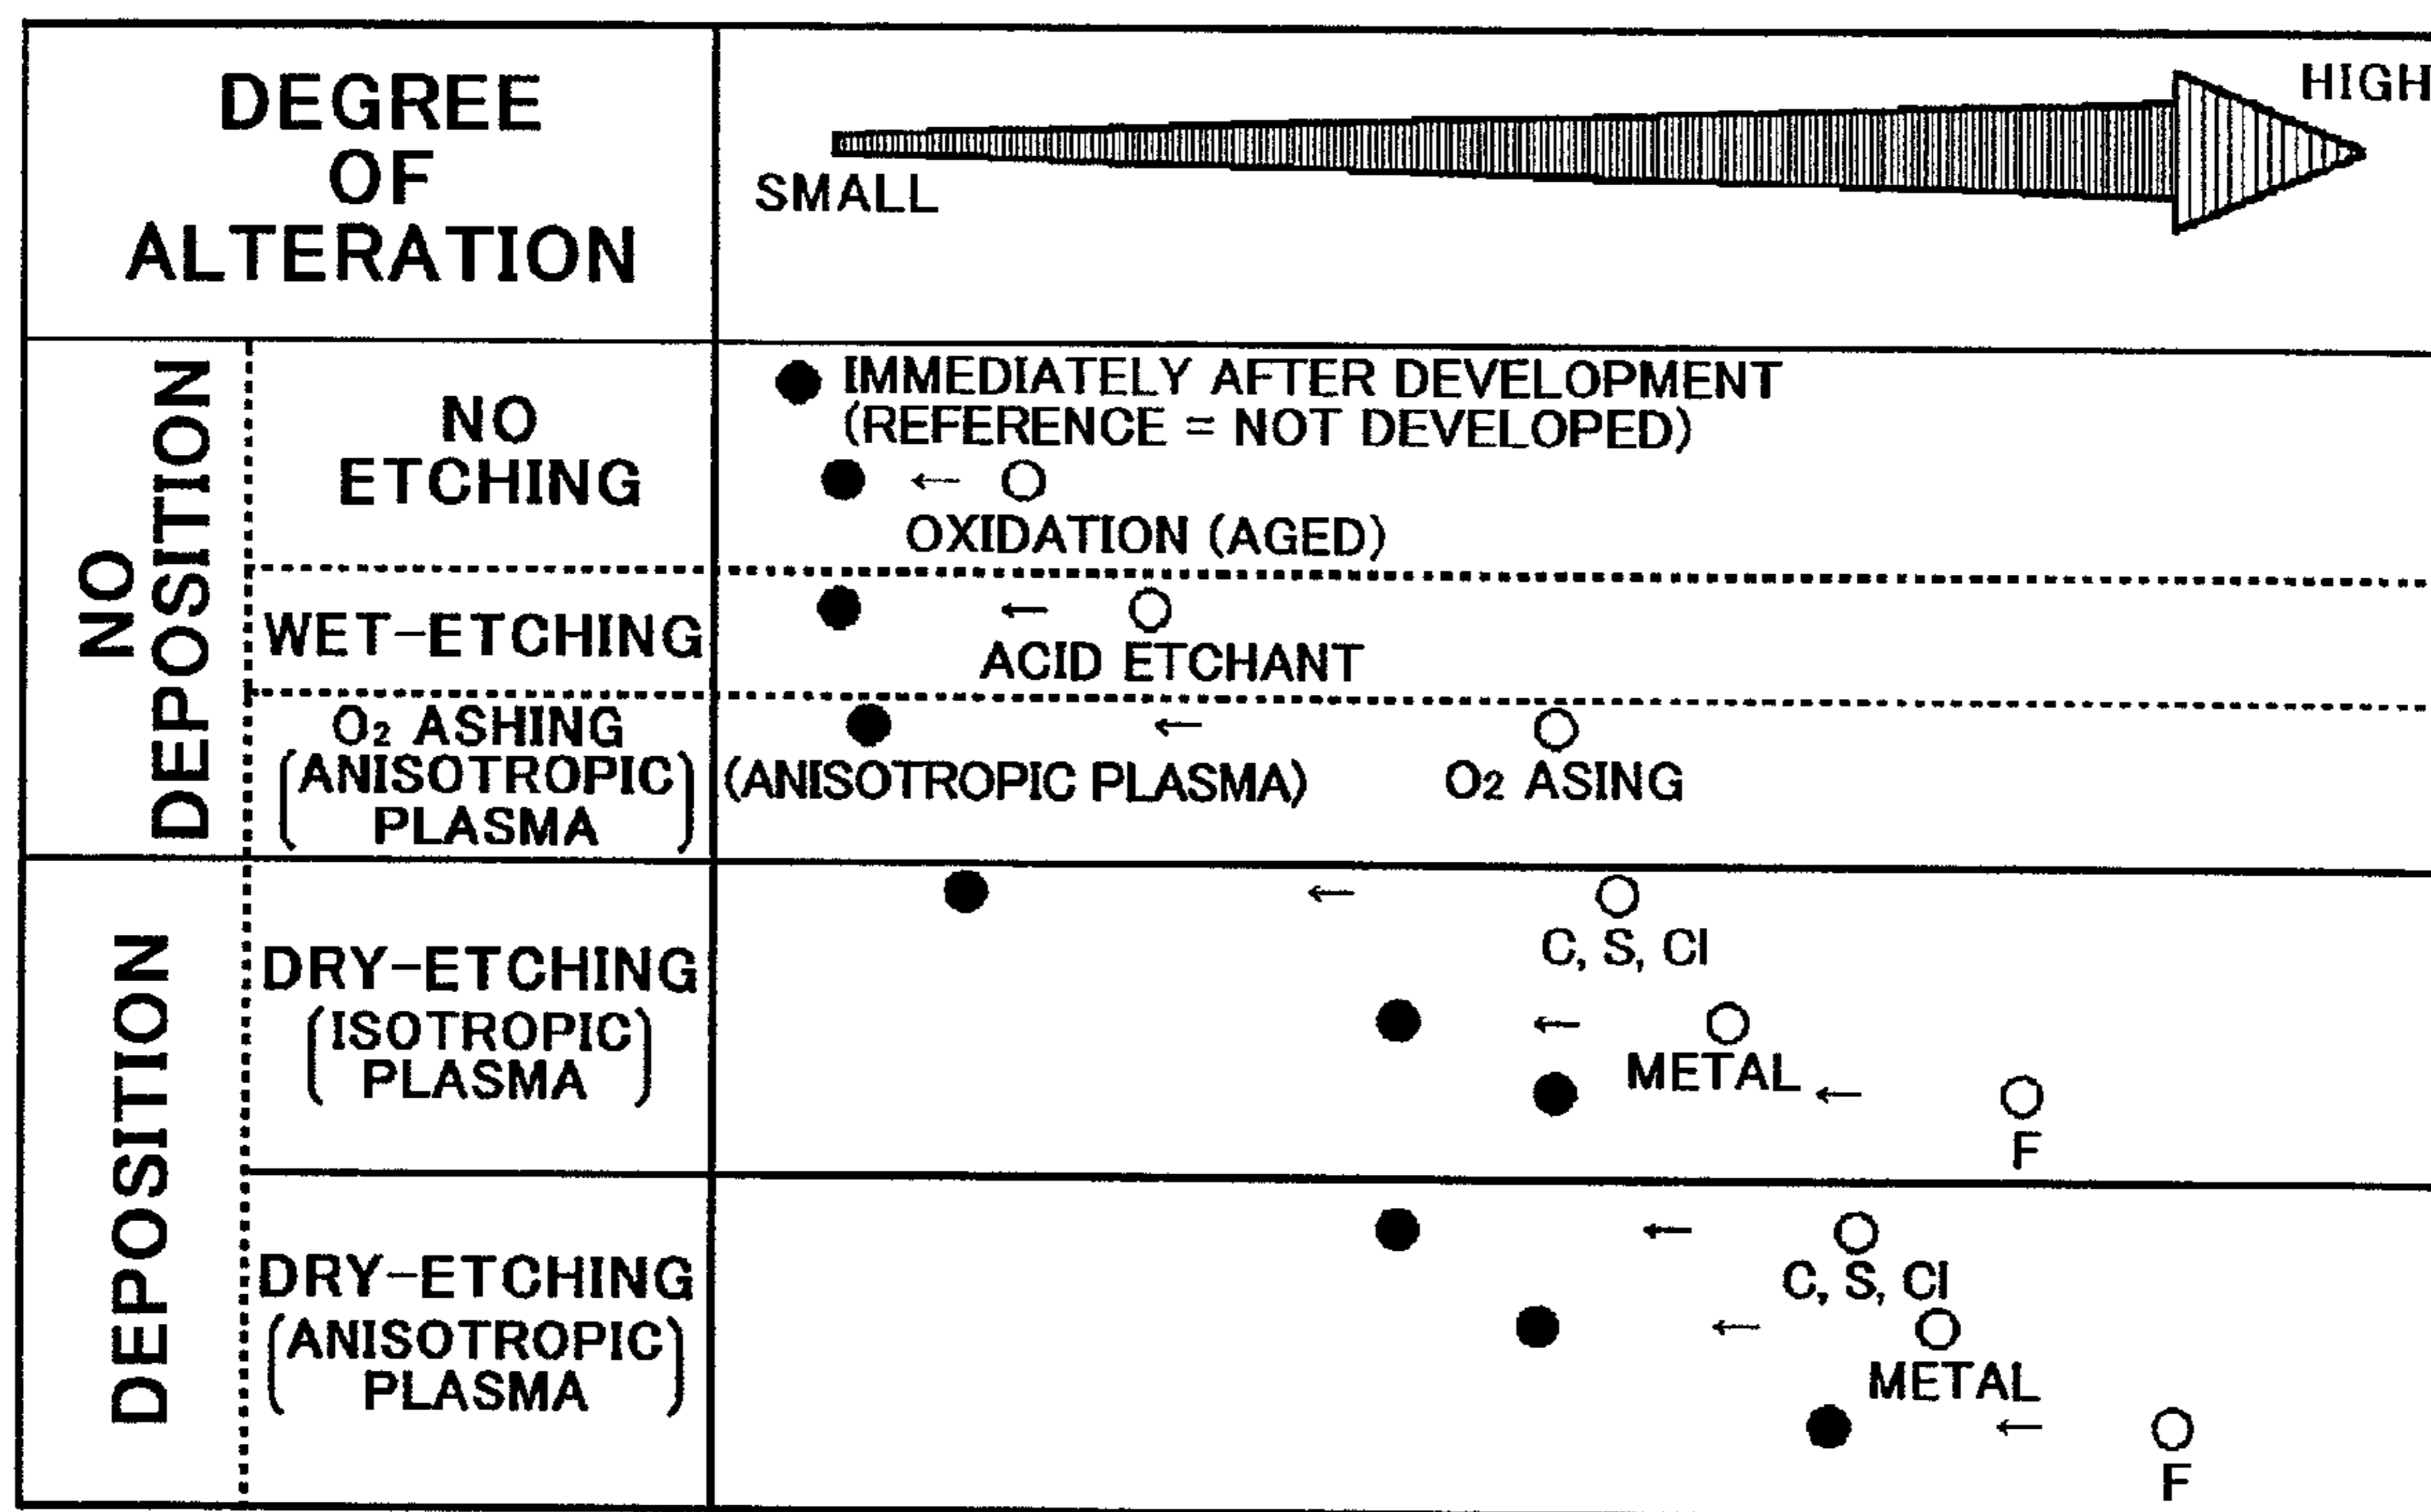 DEGREE
OF
ALTERATION
HIGH
SMALL
NO
DEPOSITION
NO
ETCHING
IMMEDIATELY AFTER DEVELOPMENT
(REFERENCE = NOT DEVELOPED)
←
OXIDATION (AGED)
WET-ETCHING
←
ACID ETCHANT
O₂ ASHING
(ANISOTROPIC
PLASMA)
←
(ANISOTROPIC PLASMA)
O₂ ASING
DEPOSITION
DRY-ETCHING
(ISOTROPIC
PLASMA)
←
C, S, Cl
←
METAL
←
F
DRY-ETCHING
(ANISOTROPIC
PLASMA)
←
C, S, Cl
←
METAL
←
F